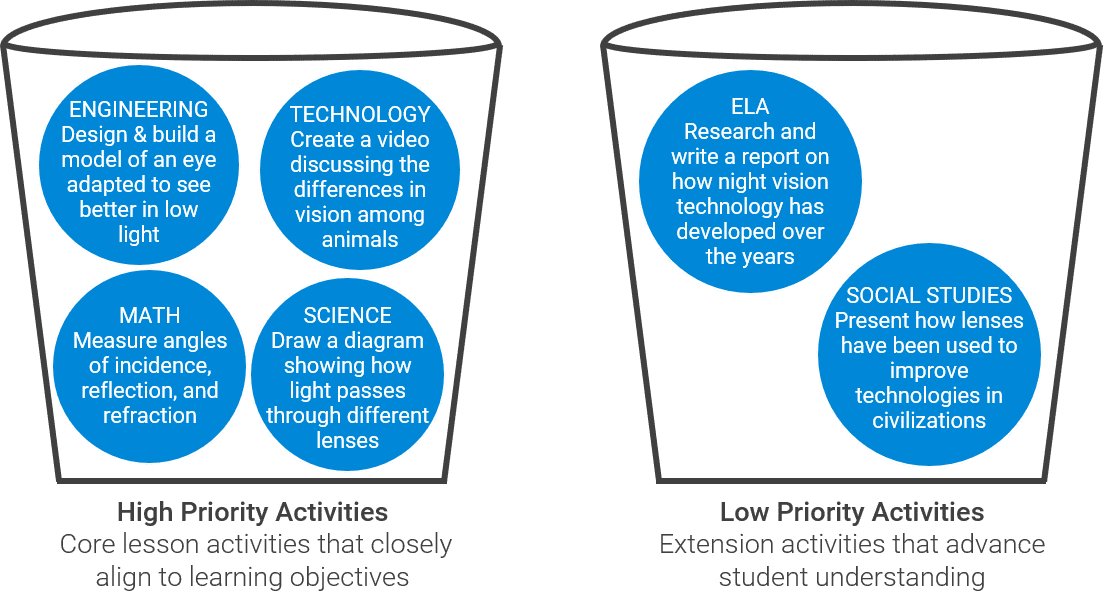 ENGINEERING
Design & build a
model of an eye
adapted to see
better in low
light
TECHNOLOGY
Create a video
discussing the
differences in
vision among
animals
MATH
Measure angles
of incidence,
reflection, and
refraction
SCIENCE
Draw a diagram
showing how
light passes
through different
lenses
High Priority Activities
Core lesson activities that closely
align to learning objectives
ELA
Research and
write a report on
how night vision
technology has
developed over
the years
SOCIAL STUDIES
Present how lenses
have been used to
improve
technologies in
civilizations
Low Priority Activities
Extension activities that advance
student understanding